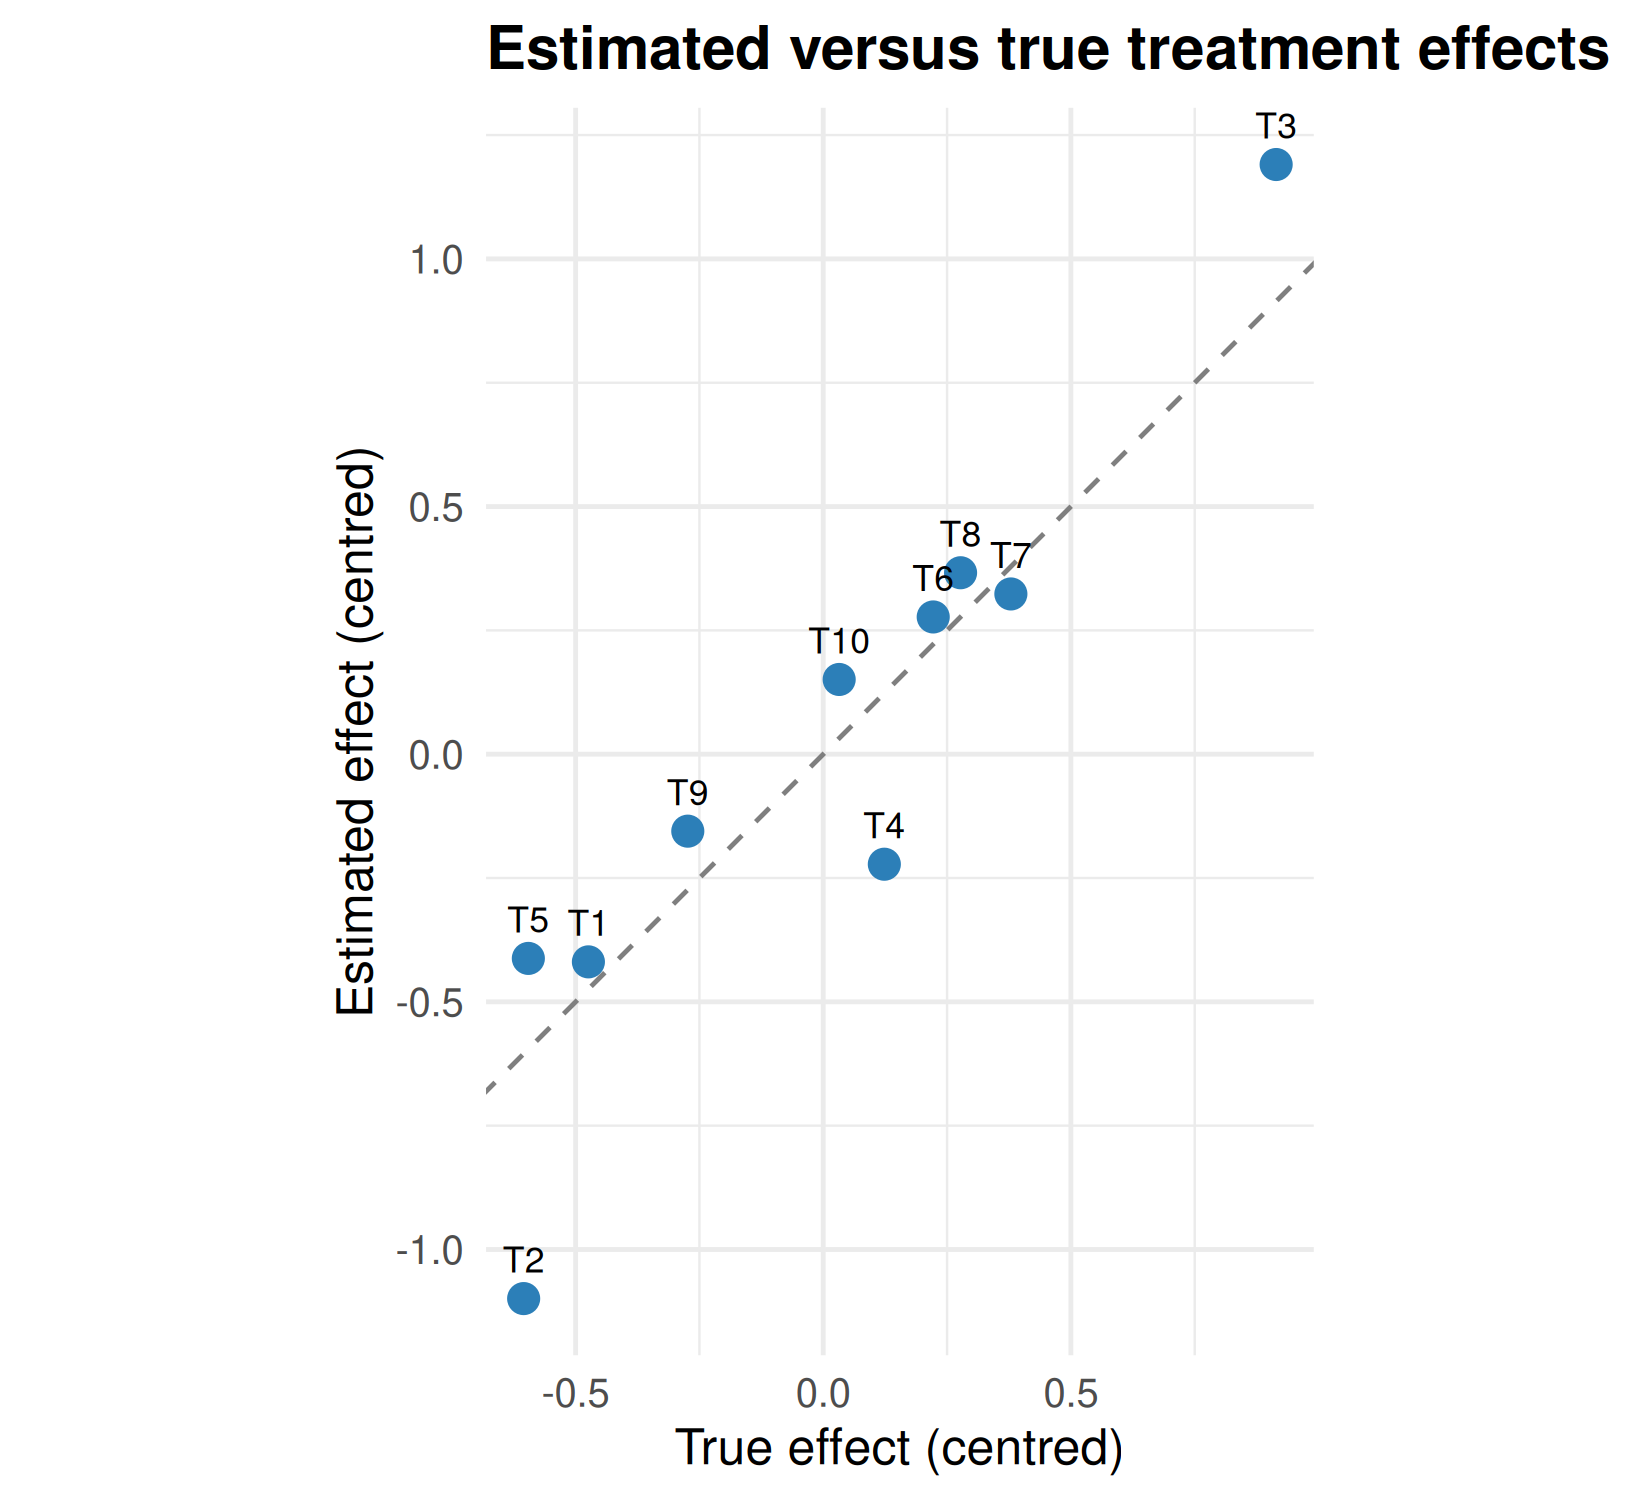 Estimated versus true treatment effects
T3
1.0
0.5
T8
T7
T6
T10
0.0
T9
T4
T5
T1
-0.5
-1.0
T2
Estimated effect (centred)
-0.5
0.0
0.5
True effect (centred)